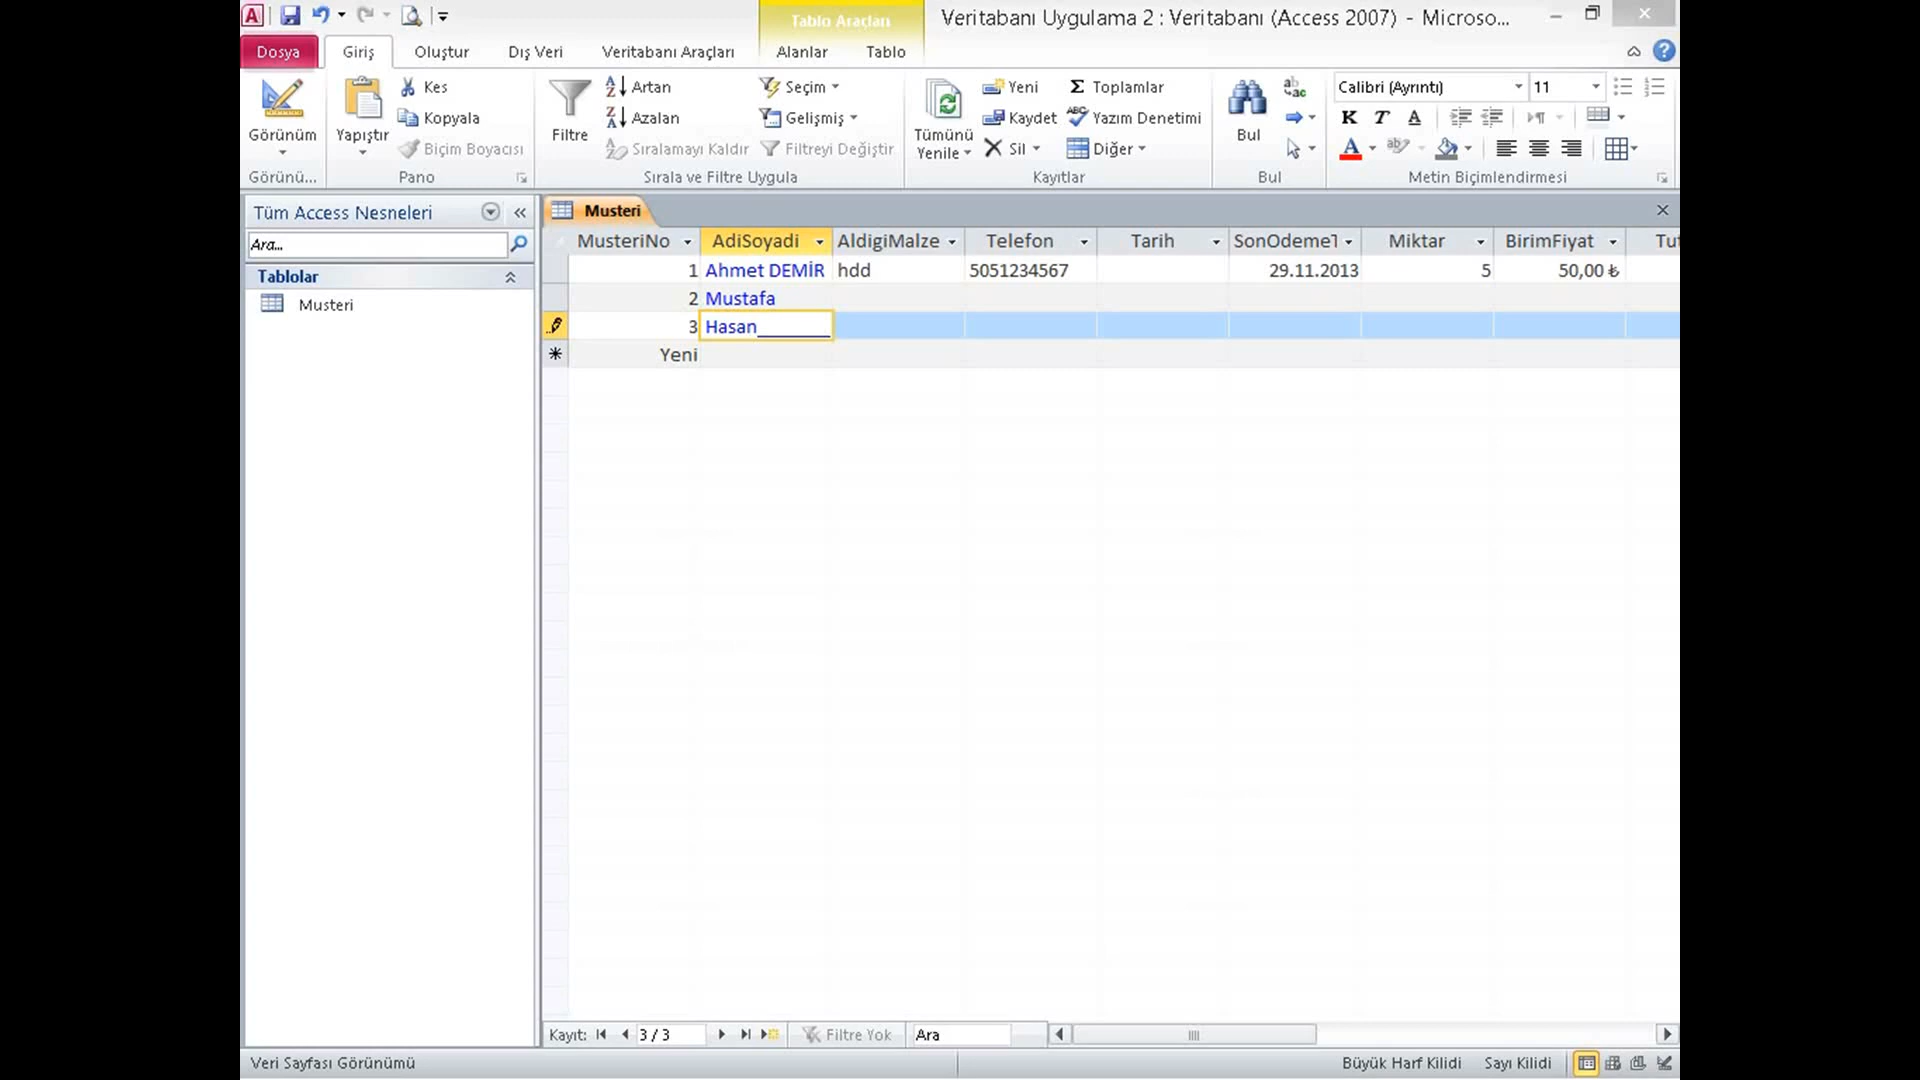 Tablo Araçları
Veritabanı Uygulama 2 : Veritabanı (Access 2007) - Microso...
Dosya Giriş Oluştur Dış Veri Veritabanı Araçları Alanlar Tablo
Görünüm
Görünü...
Yapıştır
Kes
Kopyala
Biçim Boyacısı
Pano
Filtre
Artan
Azalan
Sıralamayı Kaldır
Seçim
Gelişmiş
Filtreyi Değiştir
Sırala ve Filtre Uygula
Tümünü
Yenile
Yeni
Kaydet
Sil
Toplamlar
Yazım Denetimi
Diğer
Kayıtlar
Bul
Bul
Calibri (Ayrıntı) 11
K T A
Metin Biçimlendirmesi
Tüm Access Nesneleri
Ara...
Tablolar
Musteri
Musteri
MusteriNo AdiSoyadi AldigiMalze Telefon Tarih SonOdemeT Miktar BirimFiyat Tut
1 Ahmet DEMİR hdd 5051234567 29.11.2013 5 50,00 ₺
2 Mustafa
3 Hasan________
Yeni
Kayıt: 3 / 3 Filtre Yok Ara
Veri Sayfası Görünümü Büyük Harf Kilidi Sayı Kilidi